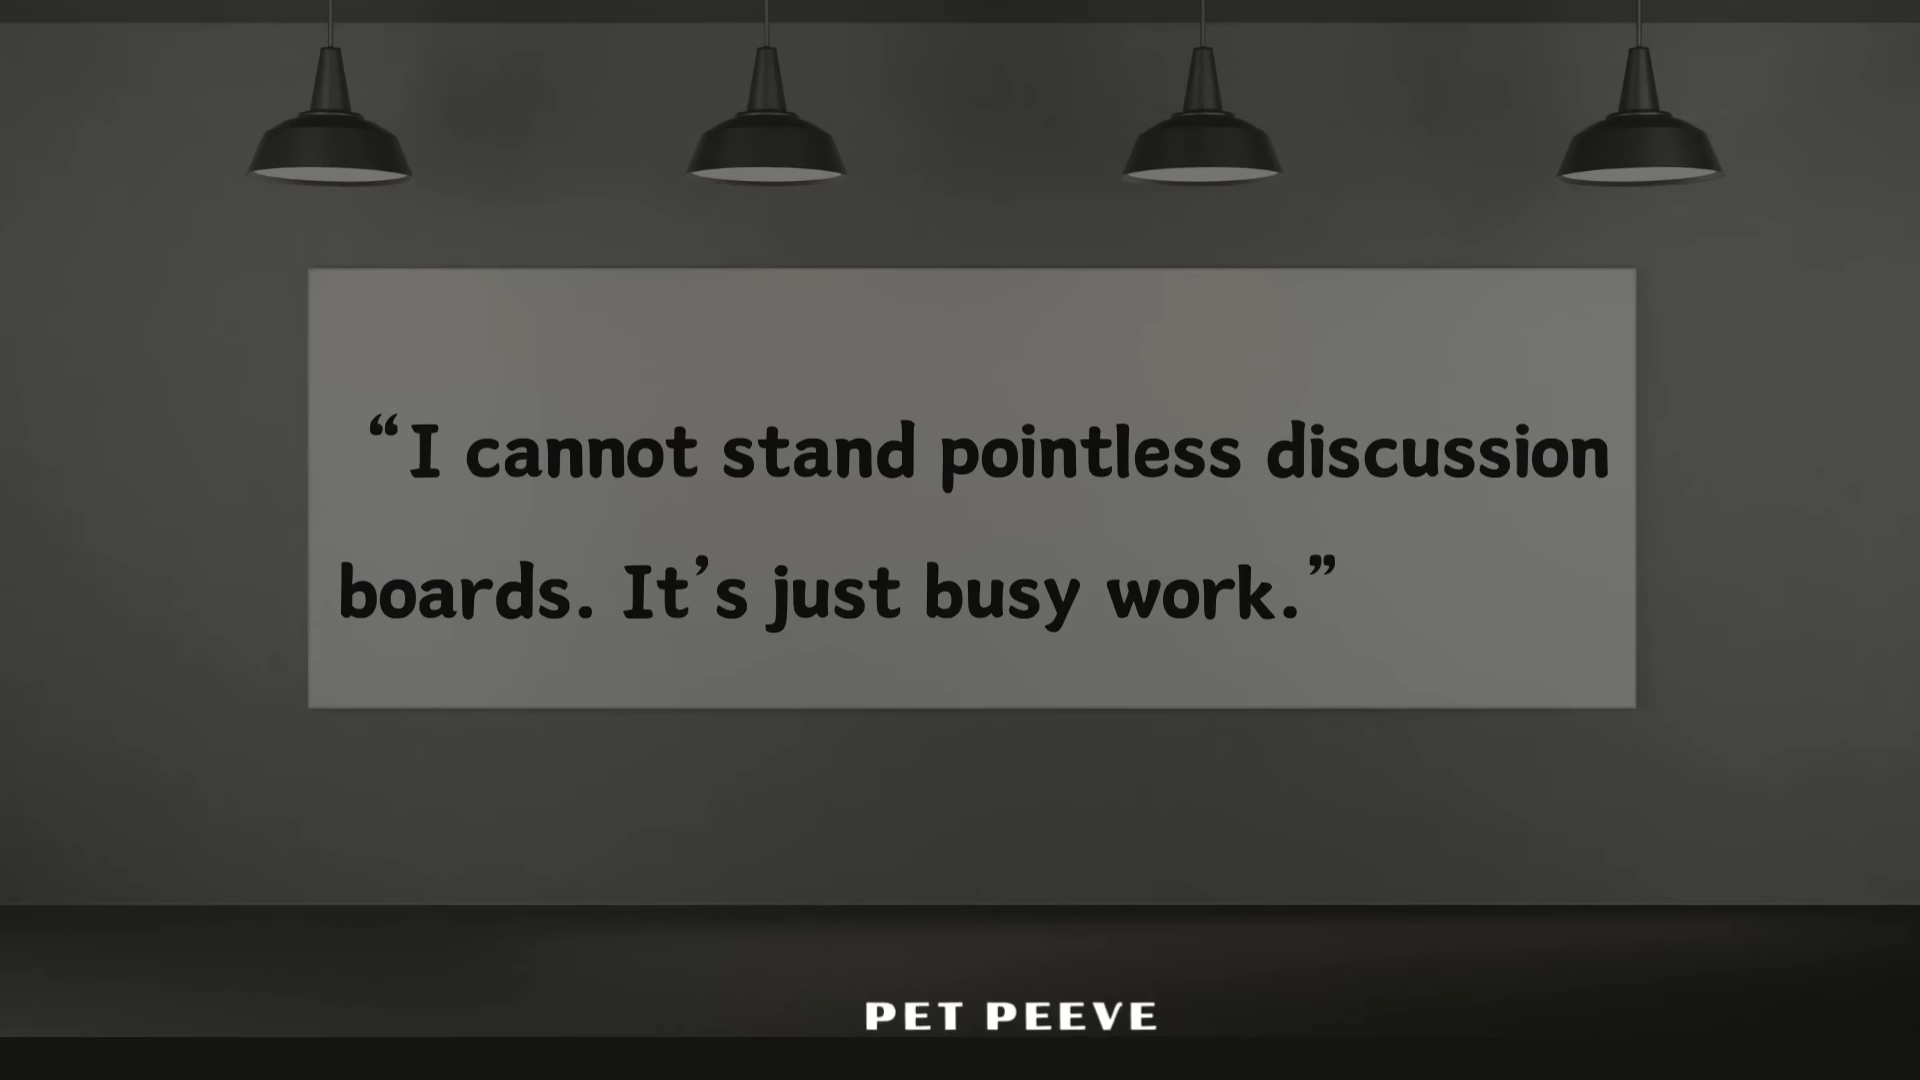 “I cannot stand pointless discussion
boards. It’s just busy work.”
PET PEEVE